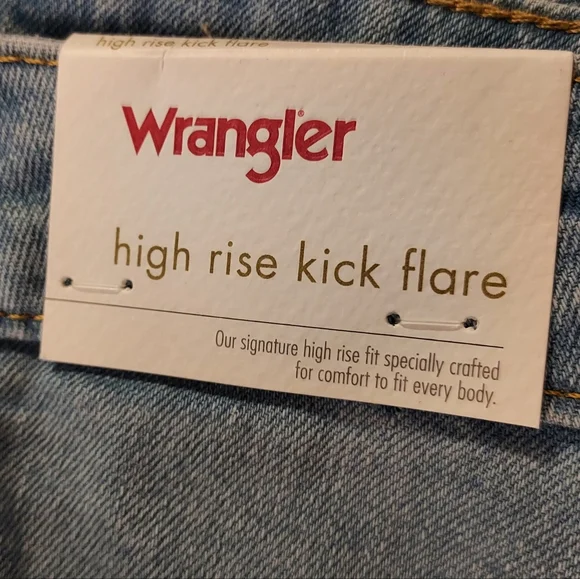 high rise kick flare
Wrangler
high rise kick flare
Our signature high rise fit specially crafted
for comfort to fit every body.